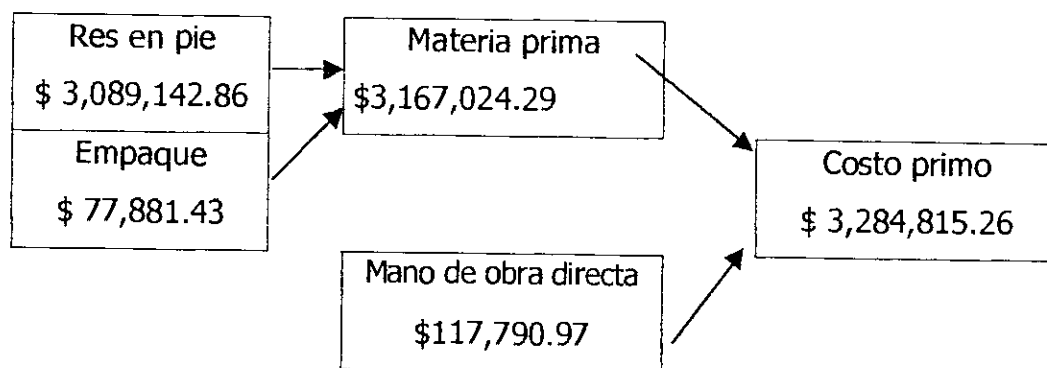 Res en pie
$ 3,089,142.86
Empaque
$ 77,881.43
Materia prima
$3,167,024.29
Mano de obra directa
$117,790.97
Costo primo
$ 3,284,815.26